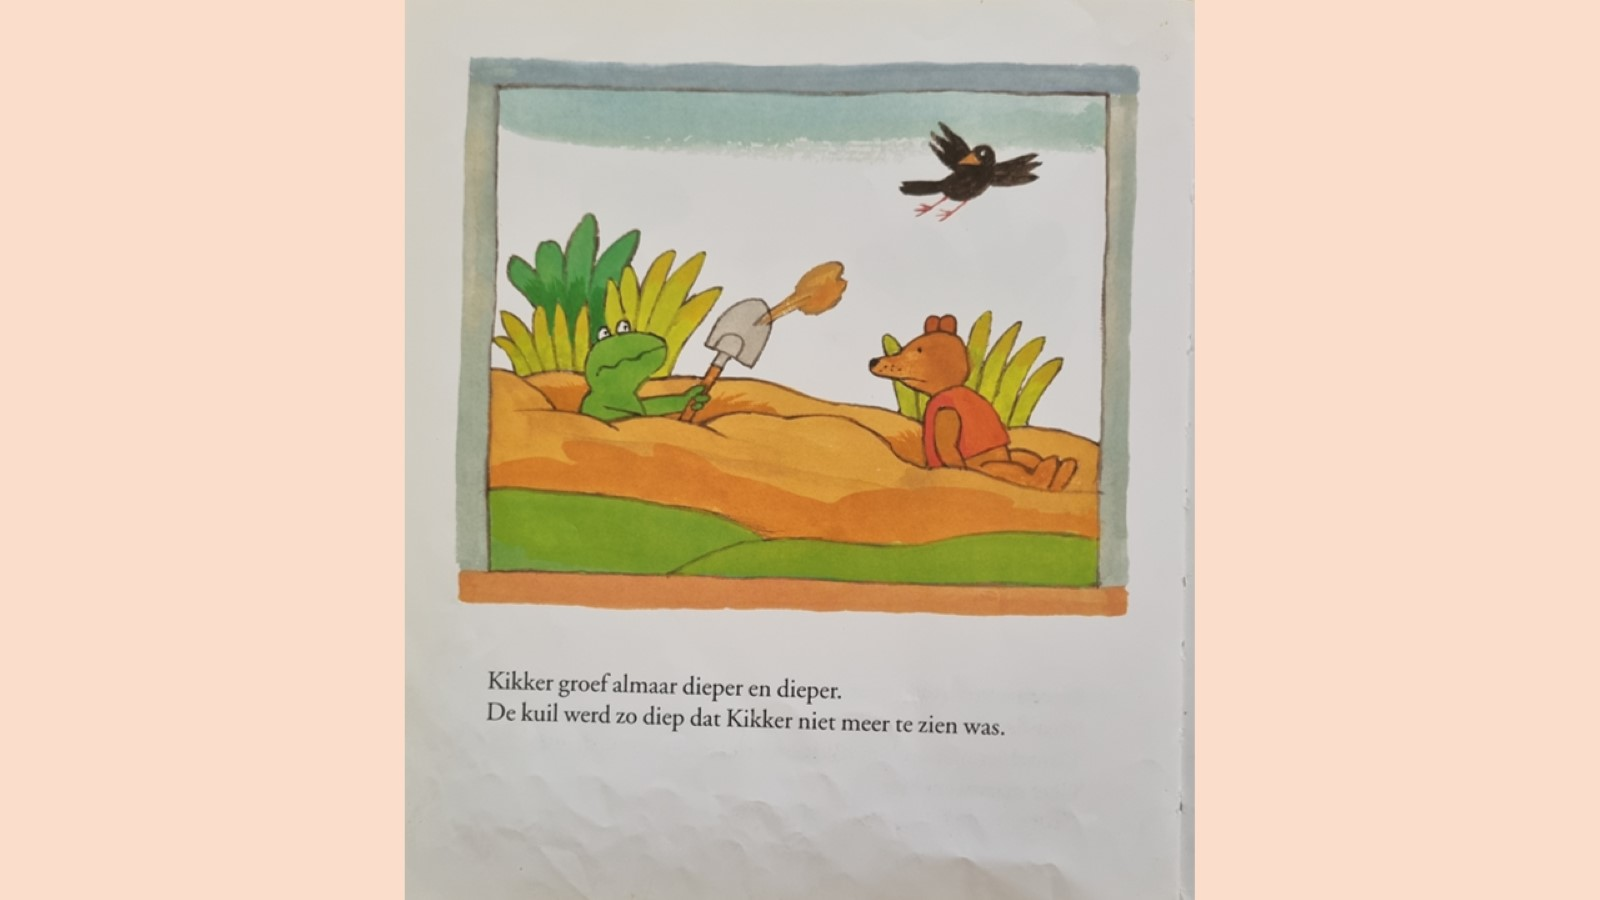 Kikker groef almaar dieper en dieper.
De kuil werd zo diep dat Kikker niet meer te zien was.